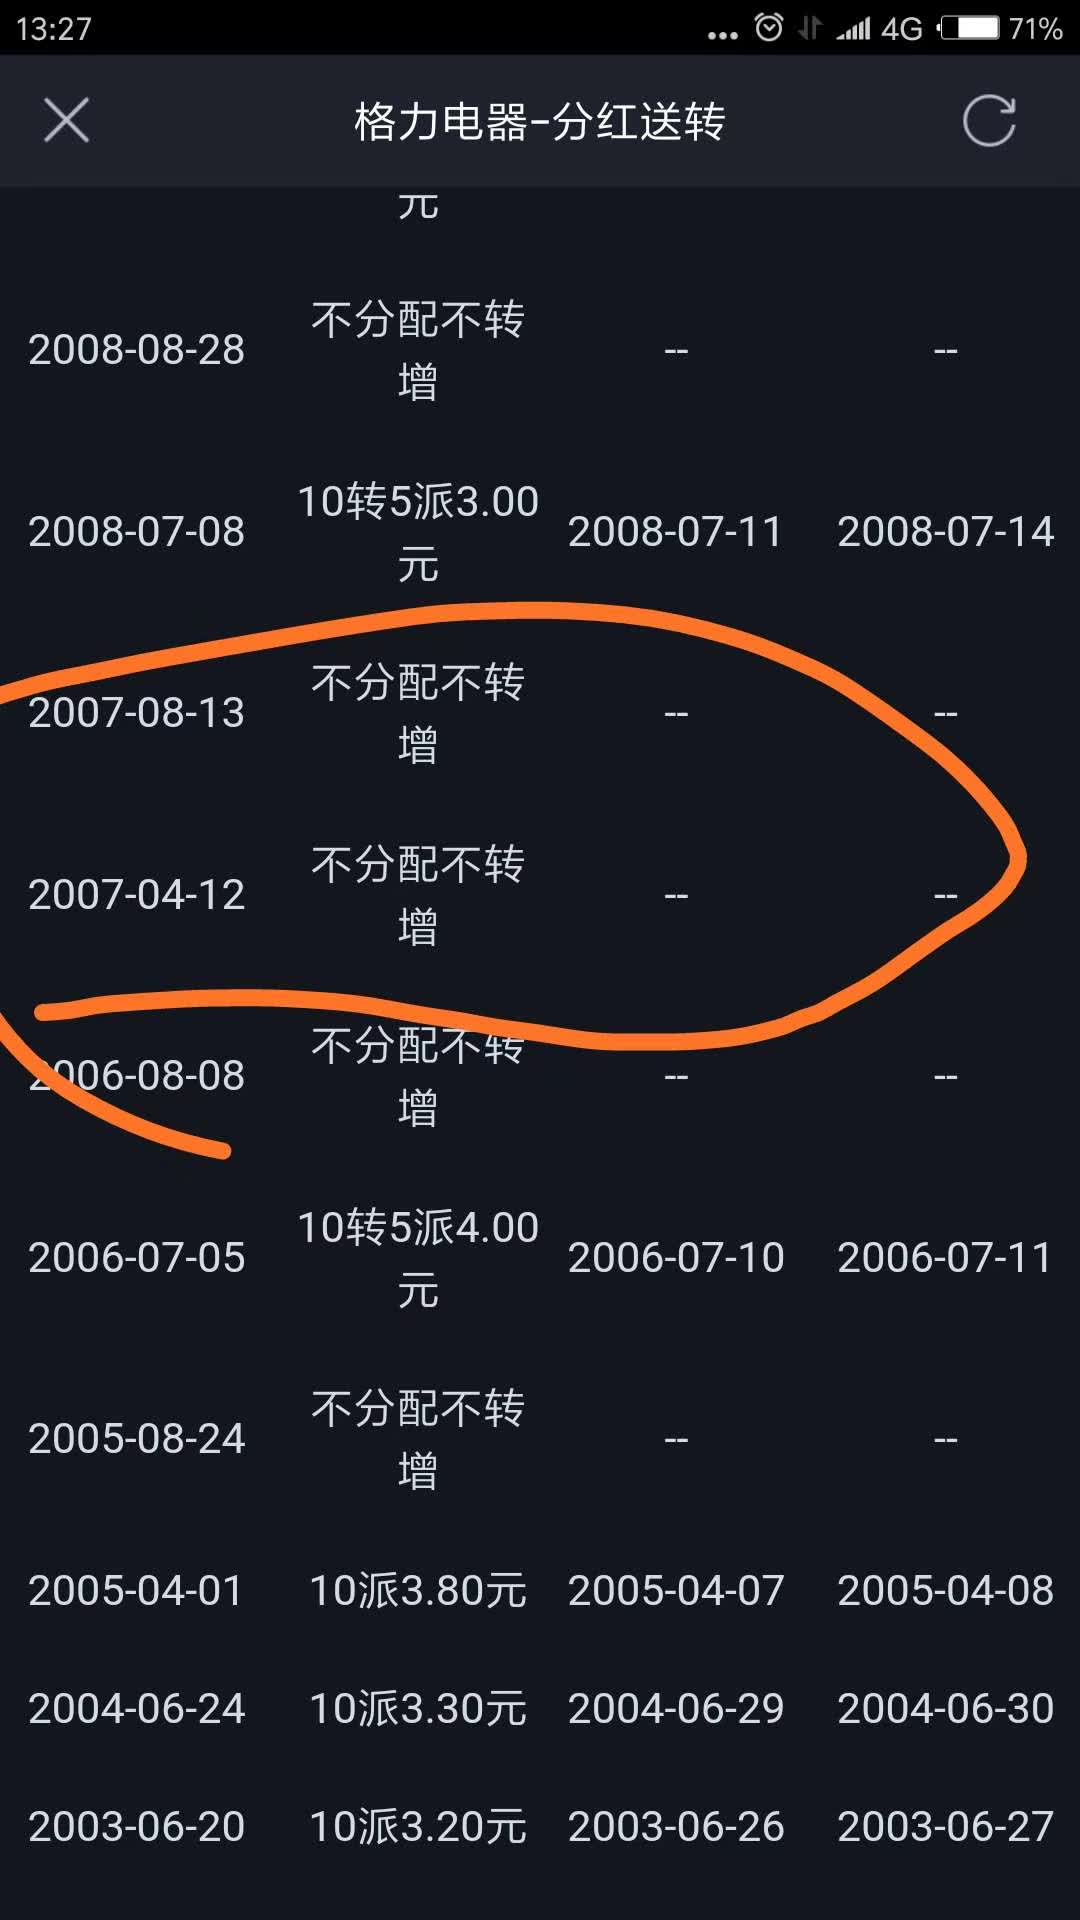 13:27 ... 4G 71%
格力电器-分红送转
元
2008-08-28 不分配不转增 -- --
2008-07-08 10转5派3.00元 2008-07-11 2008-07-14
2007-08-13 不分配不转增 -- --
2007-04-12 不分配不转增 -- --
2006-08-08 不分配不转增 -- --
2006-07-05 10转5派4.00元 2006-07-10 2006-07-11
2005-08-24 不分配不转增 -- --
2005-04-01 10派3.80元 2005-04-07 2005-04-08
2004-06-24 10派3.30元 2004-06-29 2004-06-30
2003-06-20 10派3.20元 2003-06-26 2003-06-27